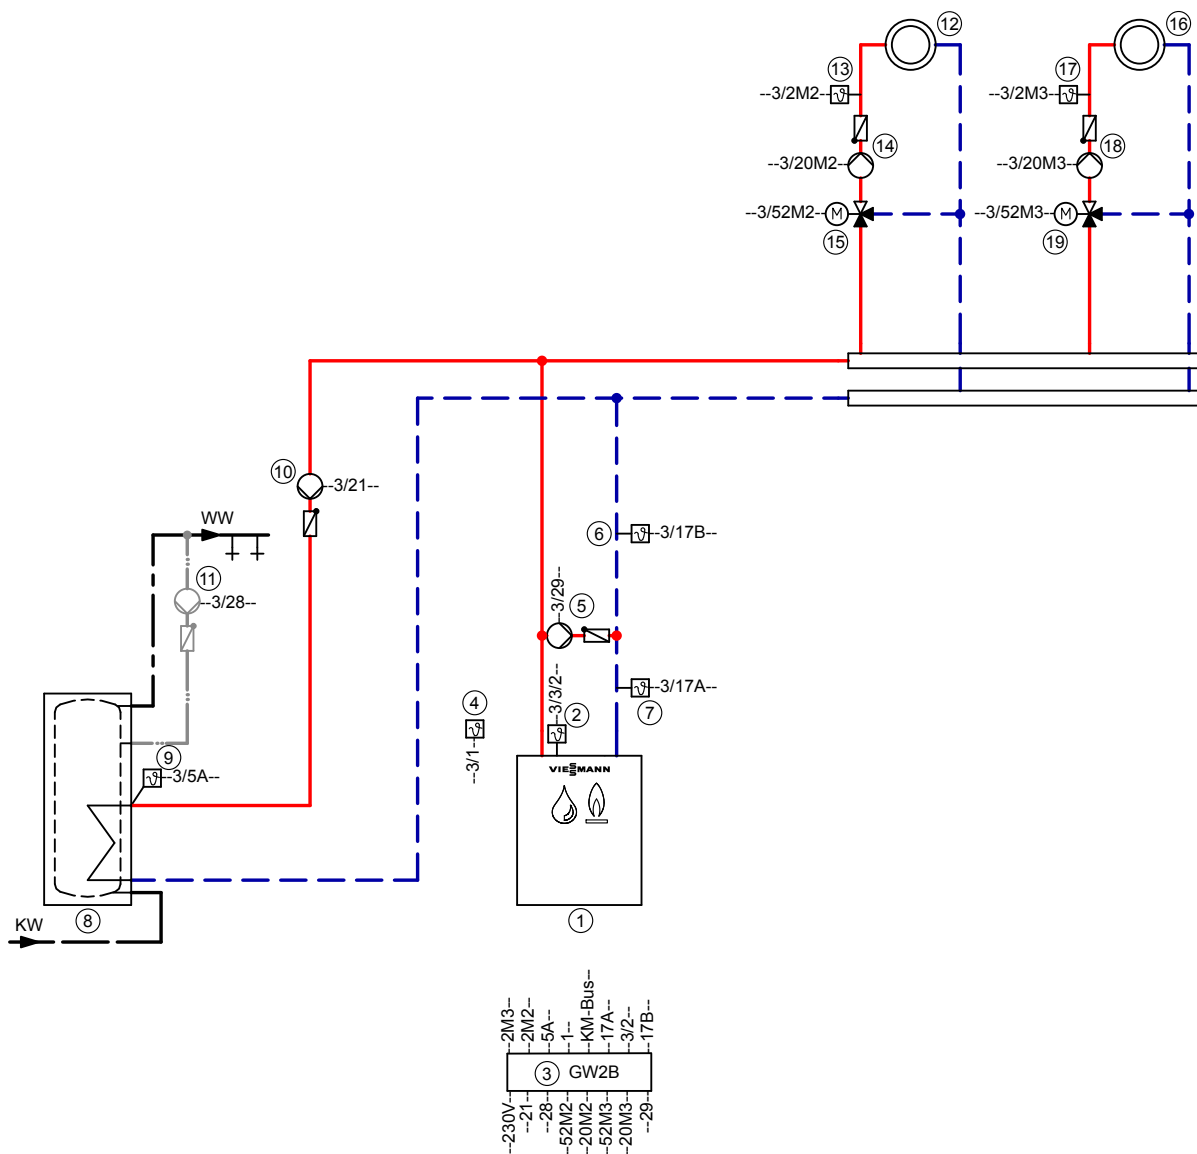 12
16
13
17
--3/2M2--
--3/2M3--
14
18
--3/20M2--
--3/20M3--
--3/52M2--
M
--3/52M3--
M
15
19
10
--3/21--
WW
6
--3/17B--
11
--3/28--
--3/29--
5
4
--3/1--
--3/3/2--
2
--3/17A--
7
9
--3/5A--
VIESSMANN
8
1
KW
--2M3--
--2M2--
--5A--
--1--
--KM-Bus--
--17A--
--3/2--
--17B--
3
GW2B
--230V--
--21--
--28--
--52M2--
--20M2--
--52M3--
--20M3--
--29--